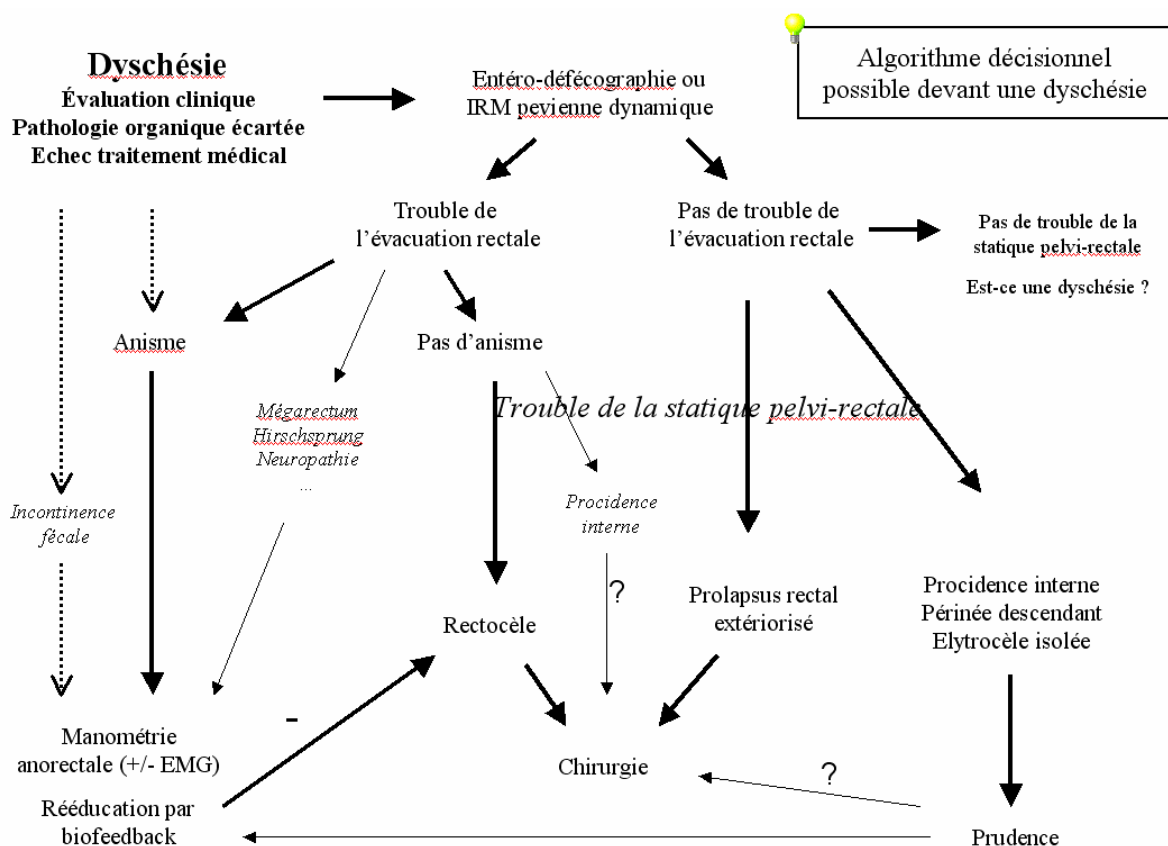 Dyschésie
Évaluation clinique
Pathologie organique écartée
Echec traitement médical
Entéro-défécographie ou
IRM pevienne dynamique
Algorithme décisionnel
possible devant une dyschésie
Trouble de
l’évacuation rectale
Pas de trouble de
l’évacuation rectale
Pas de trouble de la
statique pelvi-rectale
Est-ce une dyschésie ?
Anisme
Pas d’anisme
Mégarectum
Hirschsprung
Neuropathie
...
Trouble de la statique pelvi-rectale
Incontinence
fécale
Procidence
interne
?
Rectocèle
Prolapsus rectal
extériorisé
Procidence interne
Périnée descendant
Elytrocèle isolée
-
Manométrie
anorectale (+/- EMG)
Rééducation par
biofeedback
Chirurgie
?
Prudence